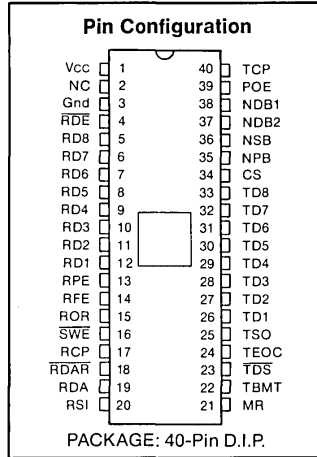 Pin Configuration
Vcc 1 40 TCP
NC 2 39 POE
Gnd 3 38 NDB1
R̅D̅E̅ 4 37 NDB2
RD8 5 36 NSB
RD7 6 35 NPB
RD6 7 34 CS
RD5 8 33 TD8
RD4 9 32 TD7
RD3 10 31 TD6
RD2 11 30 TD5
RD1 12 29 TD4
RPE 13 28 TD3
RFE 14 27 TD2
ROR 15 26 TD1
S̅W̅E̅ 16 25 TSO
RCP 17 24 TEOC
R̅D̅A̅R̅ 18 23 T̅D̅S̅
RDA 19 22 TBMT
RSI 20 21 MR
PACKAGE: 40-Pin D.I.P.